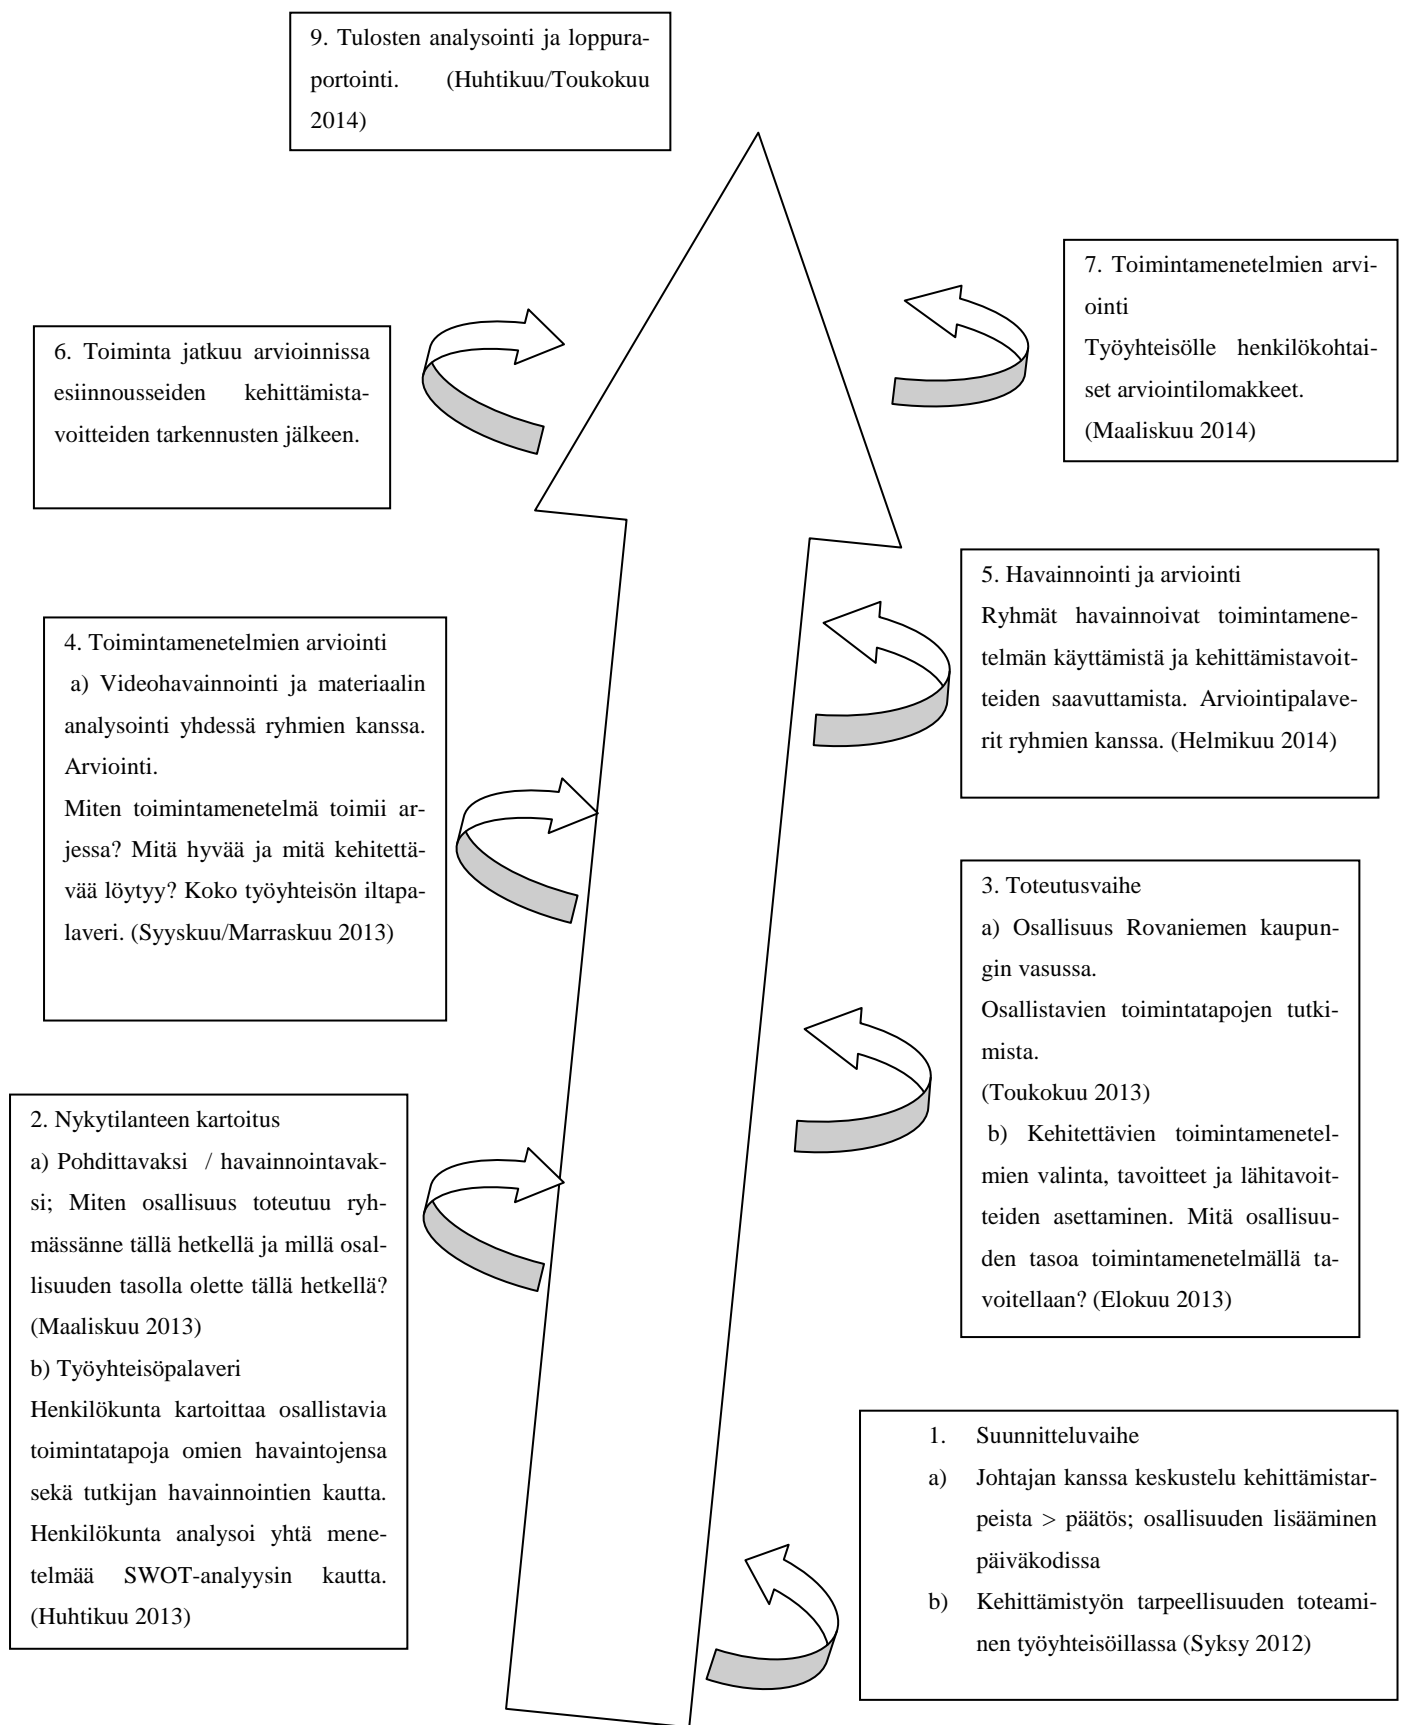 9. Tulosten analysointi ja loppura-
portointi. (Huhtikuu/Toukokuu
2014)
7. Toimintamenetelmien arvi-
ointi
Työyhteisölle henkilökohtai-
set arviointilomakkeet.
(Maaliskuu 2014)
6. Toiminta jatkuu arvioinnissa
esiinnousseiden kehittämista-
voitteiden tarkennusten jälkeen.
5. Havainnointi ja arviointi
Ryhmät havainnoivat toimintamene-
telmän käyttämistä ja kehittämistavoit-
teiden saavuttamista. Arviointipalave-
rit ryhmien kanssa. (Helmikuu 2014)
4. Toimintamenetelmien arviointi
a) Videohavainnointi ja materiaalin
analysointi yhdessä ryhmien kanssa.
Arviointi.
Miten toimintamenetelmä toimii ar-
jessa? Mitä hyvää ja mitä kehitettä-
vää löytyy? Koko työyhteisön iltapa-
laveri. (Syyskuu/Marraskuu 2013)
3. Toteutusvaihe
a) Osallisuus Rovaniemen kaupun-
gin vasussa.
Osallistavien toimintatapojen tutki-
mista.
(Toukokuu 2013)
b) Kehitettävien toimintamenetel-
mien valinta, tavoitteet ja lähitavoit-
teiden asettaminen. Mitä osallisuu-
den tasoa toimintamenetelmällä ta-
voitellaan? (Elokuu 2013)
2. Nykytilanteen kartoitus
a) Pohdittavaksi / havainnointavak-
si; Miten osallisuus toteutuu ryh-
mässänne tällä hetkellä ja millä osal-
lisuuden tasolla olette tällä hetkellä?
(Maaliskuu 2013)
b) Työyhteisöpalaveri
Henkilökunta kartoittaa osallistavia
toimintatapoja omien havaintojensa
sekä tutkijan havainnointien kautta.
Henkilökunta analysoi yhtä mene-
telmää SWOT-analyysin kautta.
(Huhtikuu 2013)
1. Suunnitteluvaihe
a) Johtajan kanssa keskustelu kehittämistar-
peista > päätös; osallisuuden lisääminen
päiväkodissa
b) Kehittämistyön tarpeellisuuden toteami-
nen työyhteisöillassa (Syksy 2012)